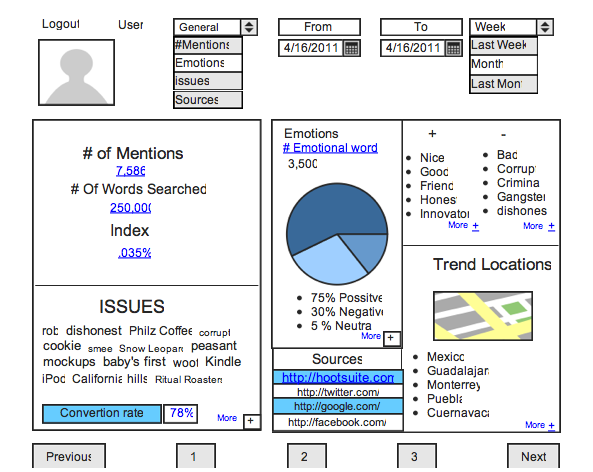 Logout User General From To Week
#Mentions 4/16/2011 4/16/2011 Last Week
Emotions Month
issues Last Mon
Sources
# of Mentions
7,586
# Of Words Searched
250,00
Index
.035%
ISSUES
rob dishonest Philz Coffee corrupt
cookie smee Snow Leopard peasant
mockups baby's first woot Kindle
iPod California hills Ritual Roasters
Convertion rate 78% More +
Emotions
# Emotional word
3,500
75% Possitve
30% Negative
5 % Neutra
More +
Sources
http://hootsuite.com
http://twitter.com/
http://google.com/
http://facebook.com/
+
Nice
Good
Friend
Honest
Innovator
More +
-
Bad
Corrup
Crimina
Gangster
dishones
More +
Trend Locations
Mexico
Guadalajara
Monterrey
Puebla
Cuernavaca
More +
Previous 1 2 3 Next